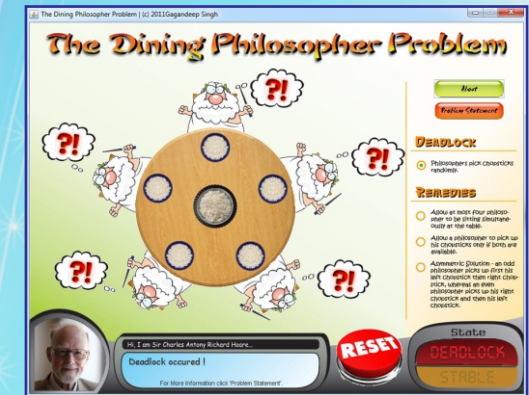 The Dining Philosopher Problem | (c) 2011Gagandeep Singh
The Dining Philosopher Problem
?!
?!
?!
?!
?!
About
Problem Statement
DEADLOCK
Philosophers pick chopsticks
randomly.
REMEDIES
Allow at most four philoso-
pher to be sitting simultane-
ously at the table.
Allow a philosopher to pick up
his chopsticks only if both are
available.
Asymmetric Solution - an odd
philosopher picks up first his
left chopstick then right chop-
stick, whereas an even
philosopher picks up his right
chopstick and then his left
chopstick.
Hi, I am Sir Charles Antony Richard Hoare...
Deadlock occured !
For More information click 'Problem Statement'.
RESET
State
DEADLOCK
STABLE